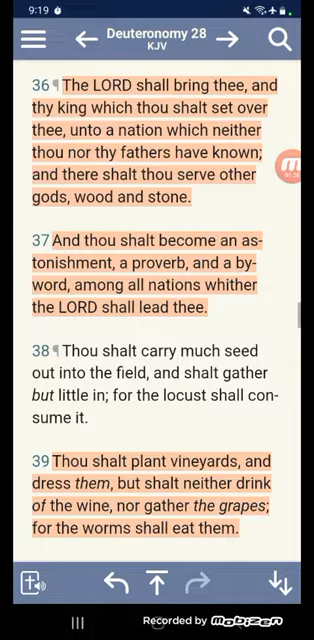 9:19
Deuteronomy 28
KJV
36 ¶ The LORD shall bring thee, and
thy king which thou shalt set over
thee, unto a nation which neither
thou nor thy fathers have known;
and there shalt thou serve other
gods, wood and stone.
37 And thou shalt become an as-
tonishment, a proverb, and a by-
word, among all nations whither
the LORD shall lead thee.
38 ¶ Thou shalt carry much seed
out into the field, and shalt gather
but little in; for the locust shall con-
sume it.
39 Thou shalt plant vineyards, and
dress them, but shalt neither drink
of the wine, nor gather the grapes;
for the worms shall eat them.
Recorded by Mobizen